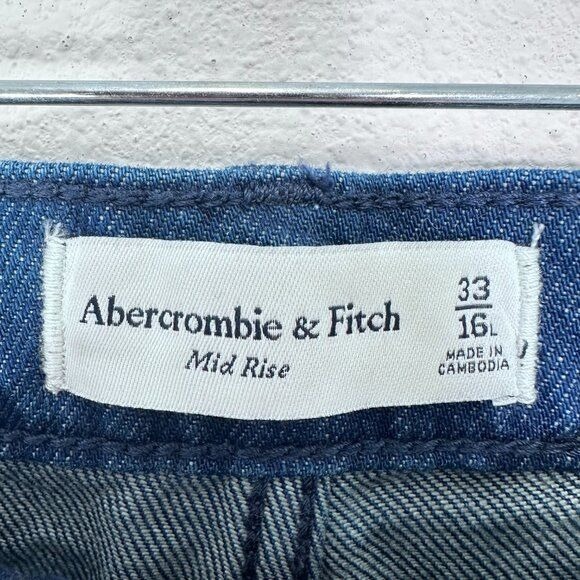 Abercrombie & Fitch
Mid Rise
33
16L
MADE IN
CAMBODIA